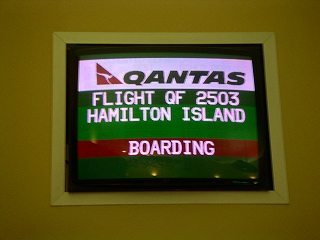 QANTAS
FLIGHT QF 2503
HAMILTON ISLAND
BOARDING